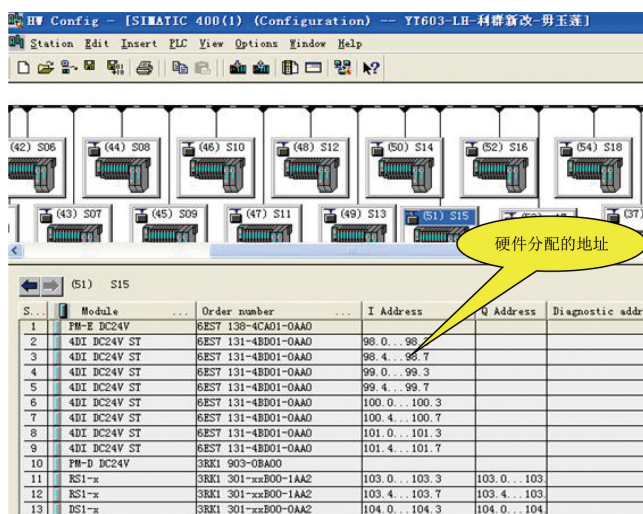 HW Config - [SIMATIC 400(1) (Configuration) -- YT603-LH-利群新改-毋玉莲]
Station Edit Insert PLC View Options Window Help
(42) S06 (44) S08 (46) S10 (48) S12 (50) S14 (52) S16 (54) S18
(43) S07 (45) S09 (47) S11 (49) S13 (51) S15 (37)
硬件分配的地址
(51) S15
S... Module ... Order number ... I Address Q Address Diagnostic addr
1 PM-E DC24V 6ES7 138-4CA01-0AA0
2 4DI DC24V ST 6ES7 131-4BD01-0AA0 98.0...98.
3 4DI DC24V ST 6ES7 131-4BD01-0AA0 98.4...98.7
4 4DI DC24V ST 6ES7 131-4BD01-0AA0 99.0...99.3
5 4DI DC24V ST 6ES7 131-4BD01-0AA0 99.4...99.7
6 4DI DC24V ST 6ES7 131-4BD01-0AA0 100.0...100.3
7 4DI DC24V ST 6ES7 131-4BD01-0AA0 100.4...100.7
8 4DI DC24V ST 6ES7 131-4BD01-0AA0 101.0...101.3
9 4DI DC24V ST 6ES7 131-4BD01-0AA0 101.4...101.7
10 PM-D DC24V 3RK1 903-0BA00
11 RS1-x 3RK1 301-xxB00-1AA2 103.0...103.3 103.0...103.
12 RS1-x 3RK1 301-xxB00-1AA2 103.4...103.7 103.4...103.
13 DS1-x 3RK1 301-xxB00-0AA2 104.0...104.3 104.0...104.